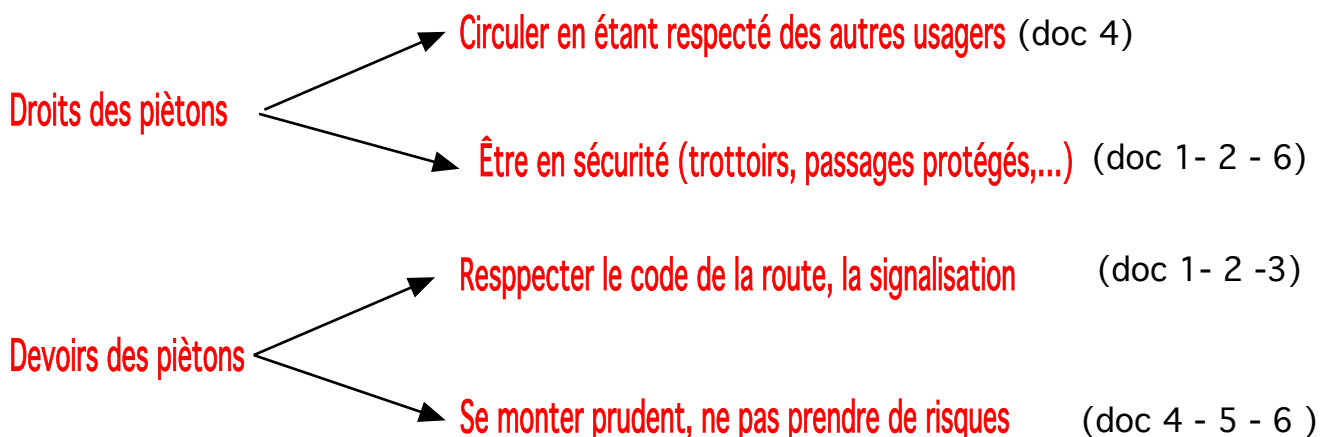 Circuler en étant respecté des autres usagers (doc 4)
Droits des piètons
Être en sécurité (trottoirs, passages protégés,...) (doc 1- 2 - 6)
Resppecter le code de la route, la signalisation (doc 1- 2 -3)
Devoirs des piètons
Se monter prudent, ne pas prendre de risques (doc 4 - 5 - 6 )